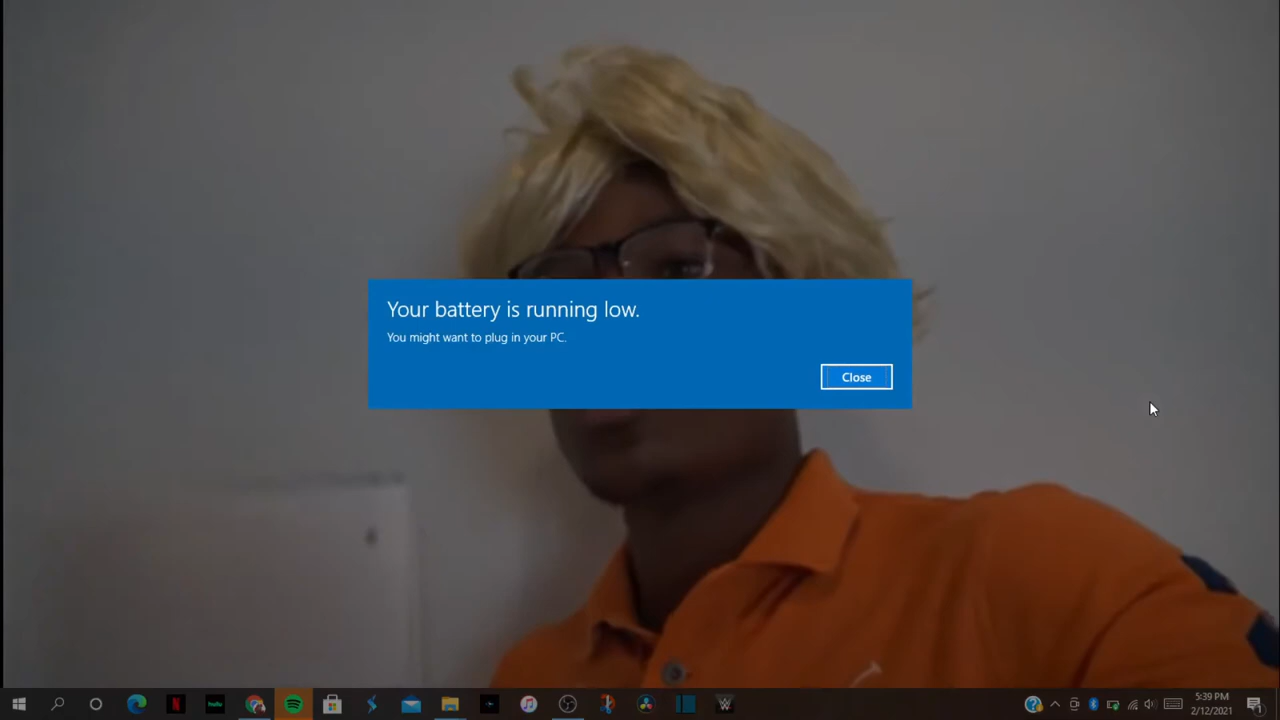 Your battery is running low.
You might want to plug in your PC.
Close
hulu
5:39 PM
2/12/2021